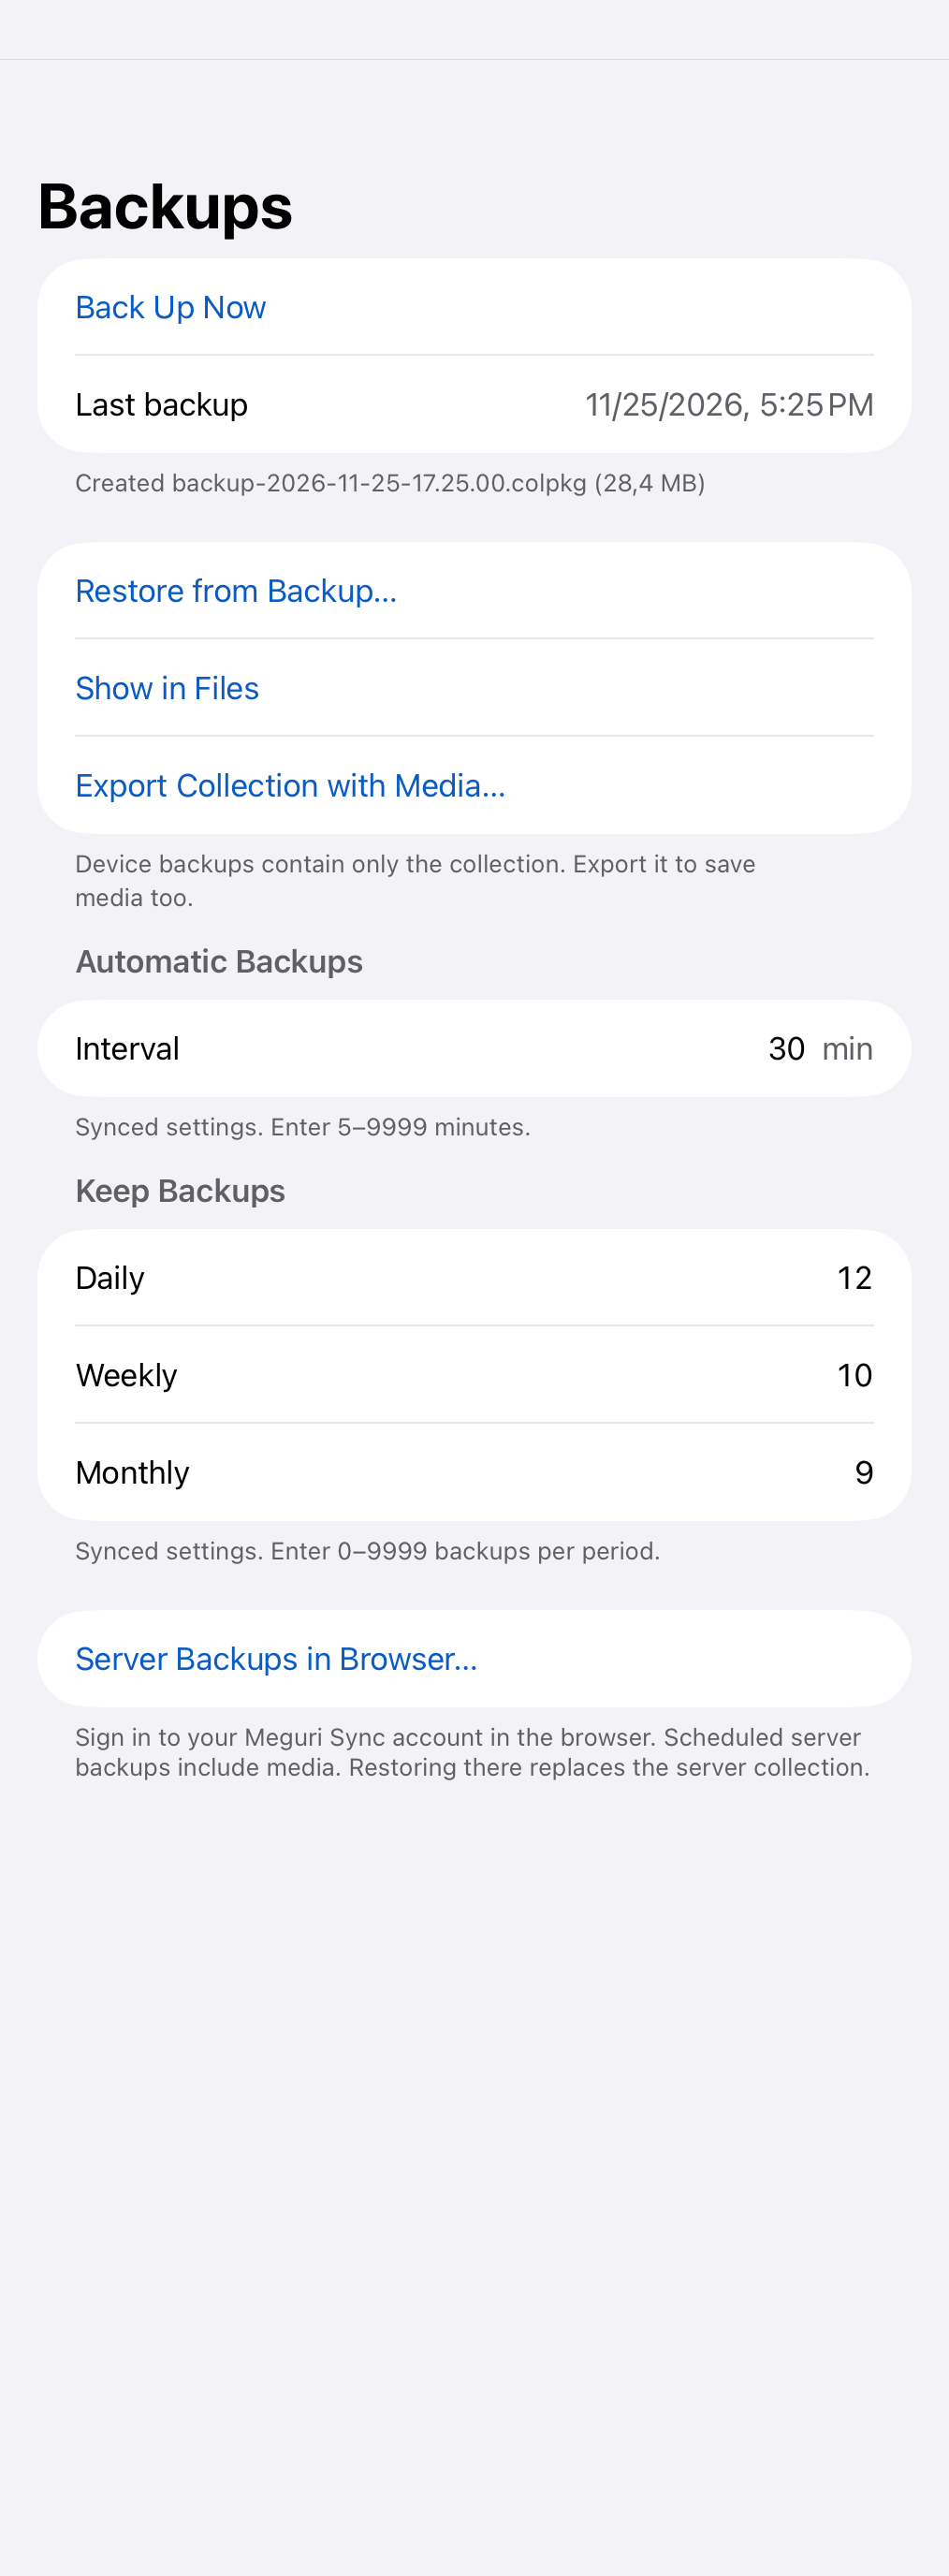 Backups
Back Up Now
Last backup 11/25/2026, 5:25 PM
Created backup-2026-11-25-17.25.00.colpkg (28,4 MB)
Restore from Backup...
Show in Files
Export Collection with Media...
Device backups contain only the collection. Export it to save
media too.
Automatic Backups
Interval 30 min
Synced settings. Enter 5–9999 minutes.
Keep Backups
Daily 12
Weekly 10
Monthly 9
Synced settings. Enter 0–9999 backups per period.
Server Backups in Browser...
Sign in to your Meguri Sync account in the browser. Scheduled server
backups include media. Restoring there replaces the server collection.